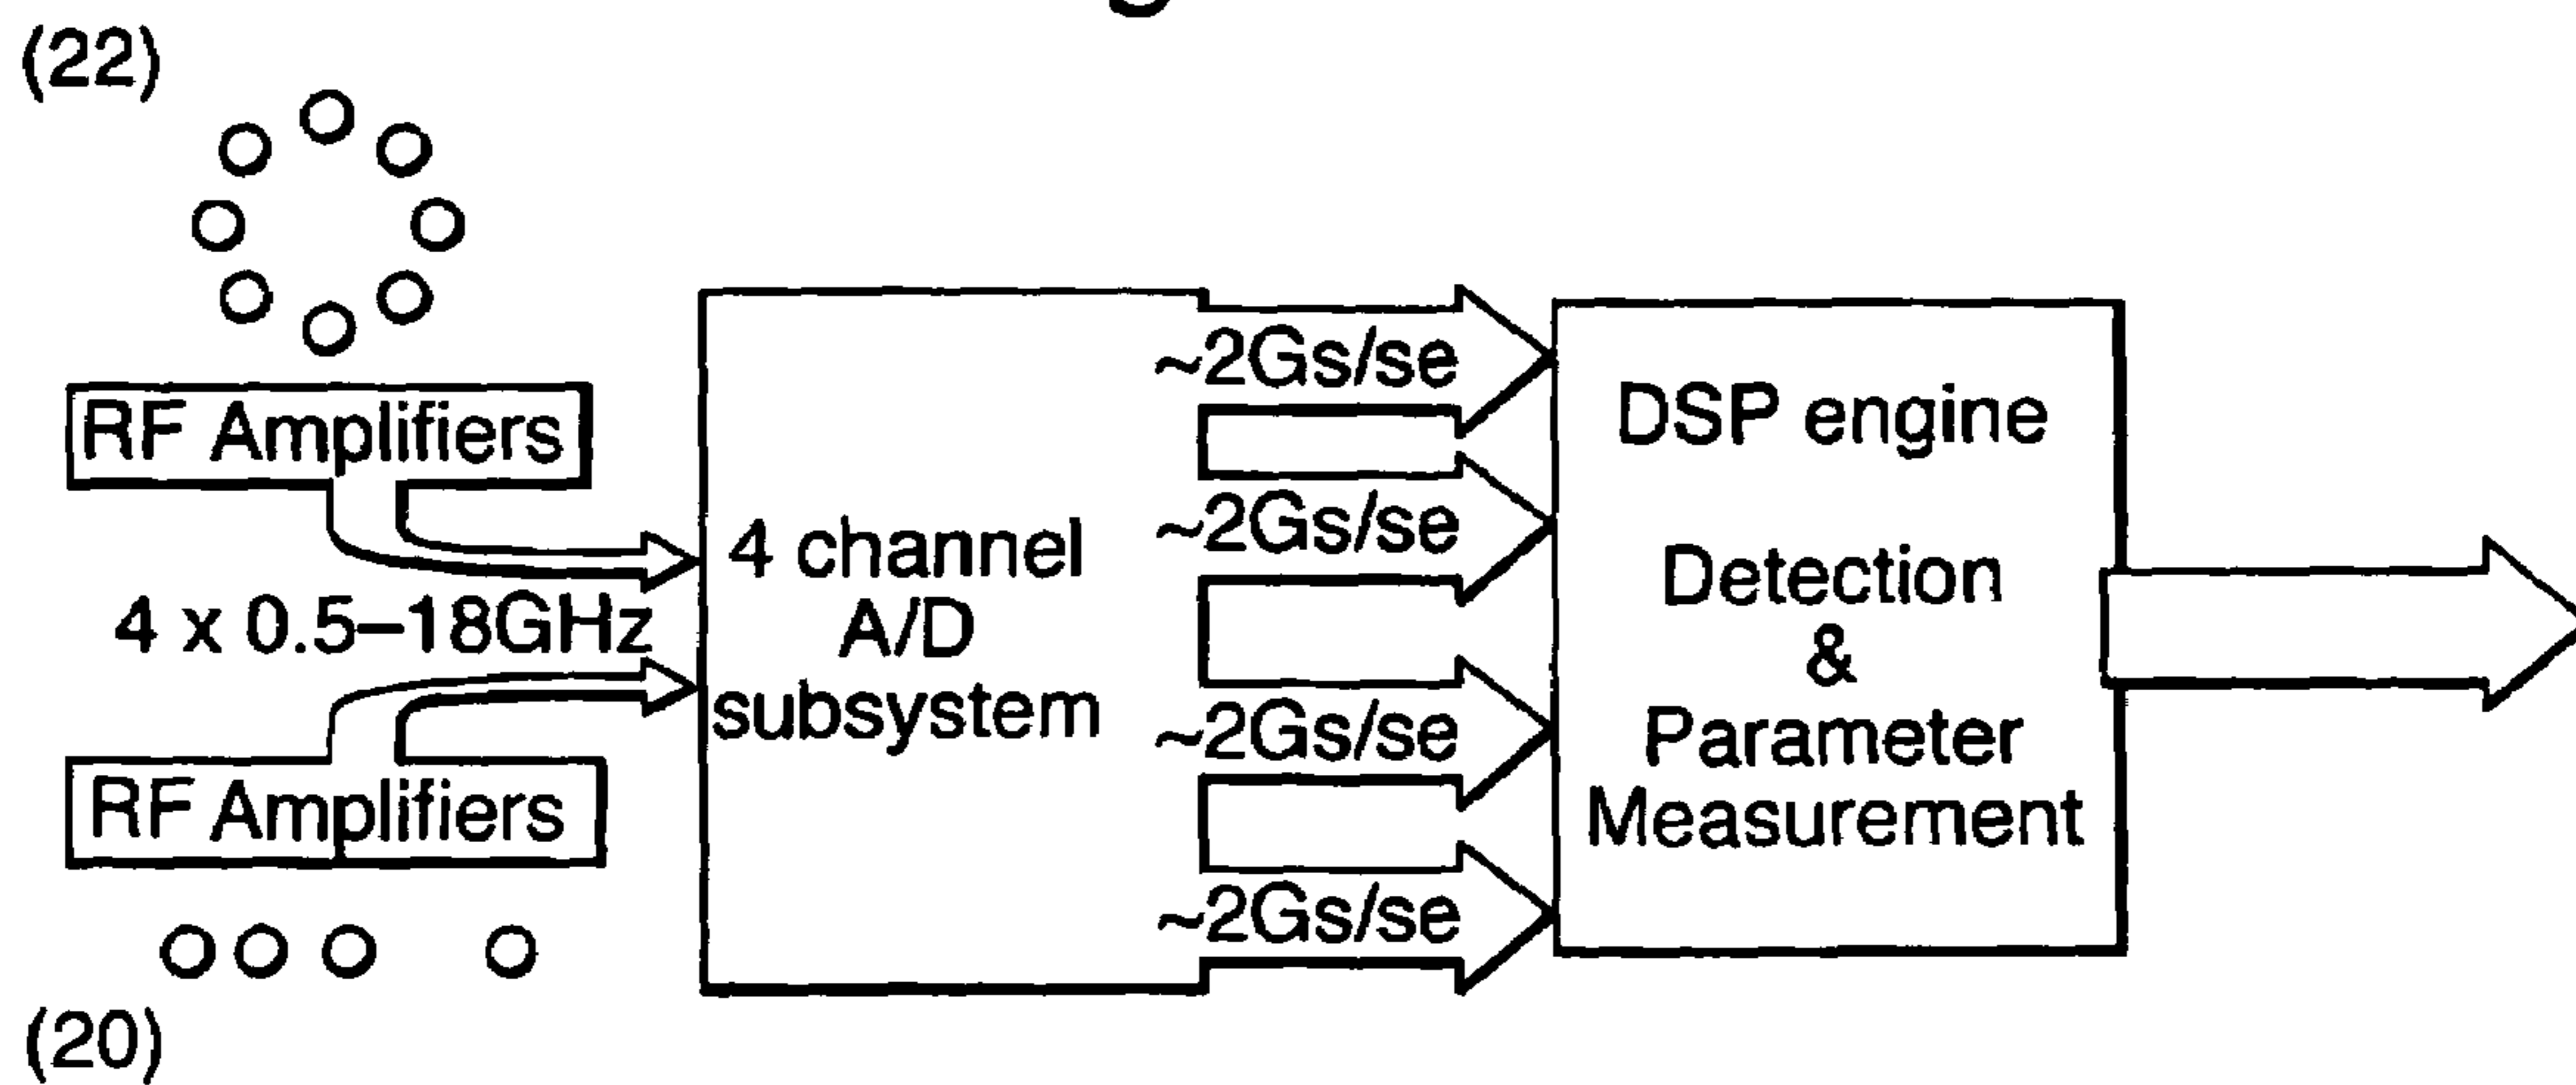 (22)
RF Amplifiers
4 x 0.5–18GHz
RF Amplifiers
(20)
4 channel
A/D
subsystem
~2Gs/se
~2Gs/se
~2Gs/se
~2Gs/se
DSP engine
Detection
&
Parameter
Measurement